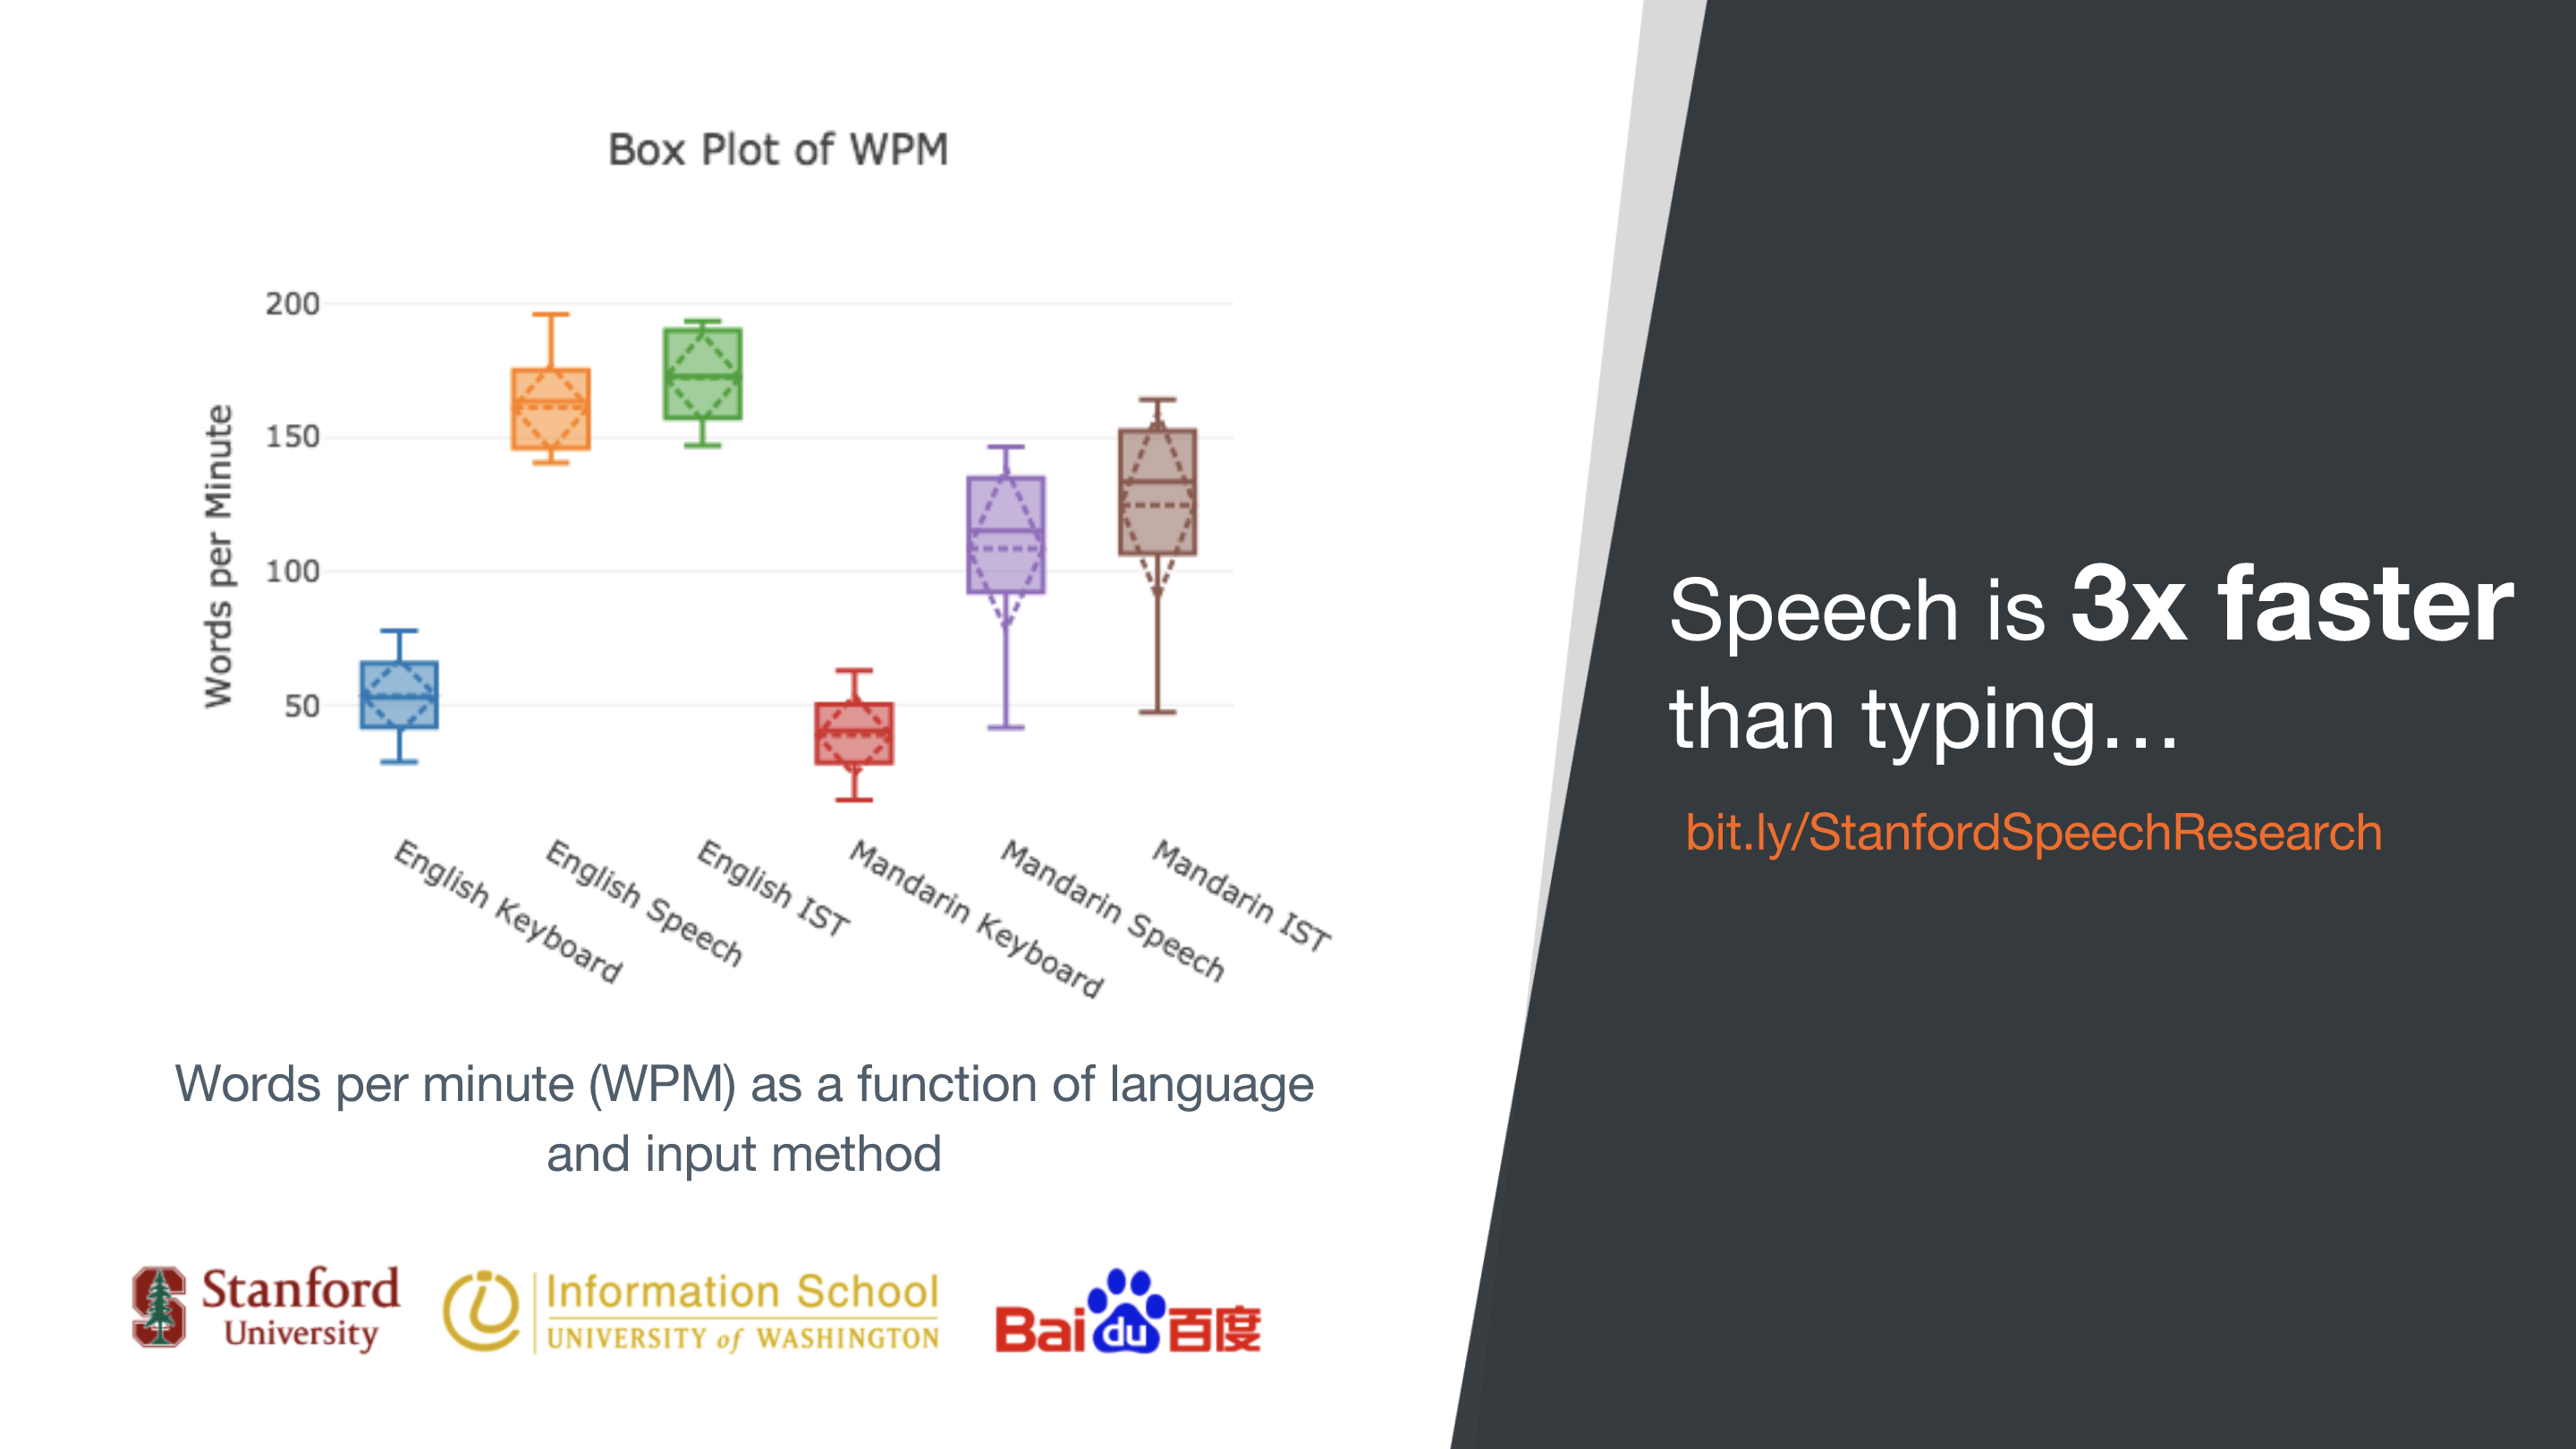 Box Plot of WPM
200
150
100
50
Words per Minute
English Keyboard
English Speech
English IST
Mandarin Keyboard
Mandarin Speech
Mandarin IST
Words per minute (WPM) as a function of language
and input method
Stanford
University
Information School
UNIVERSITY of WASHINGTON
Bai du 百度
Speech is 3x faster
than typing...
bit.ly/StanfordSpeechResearch